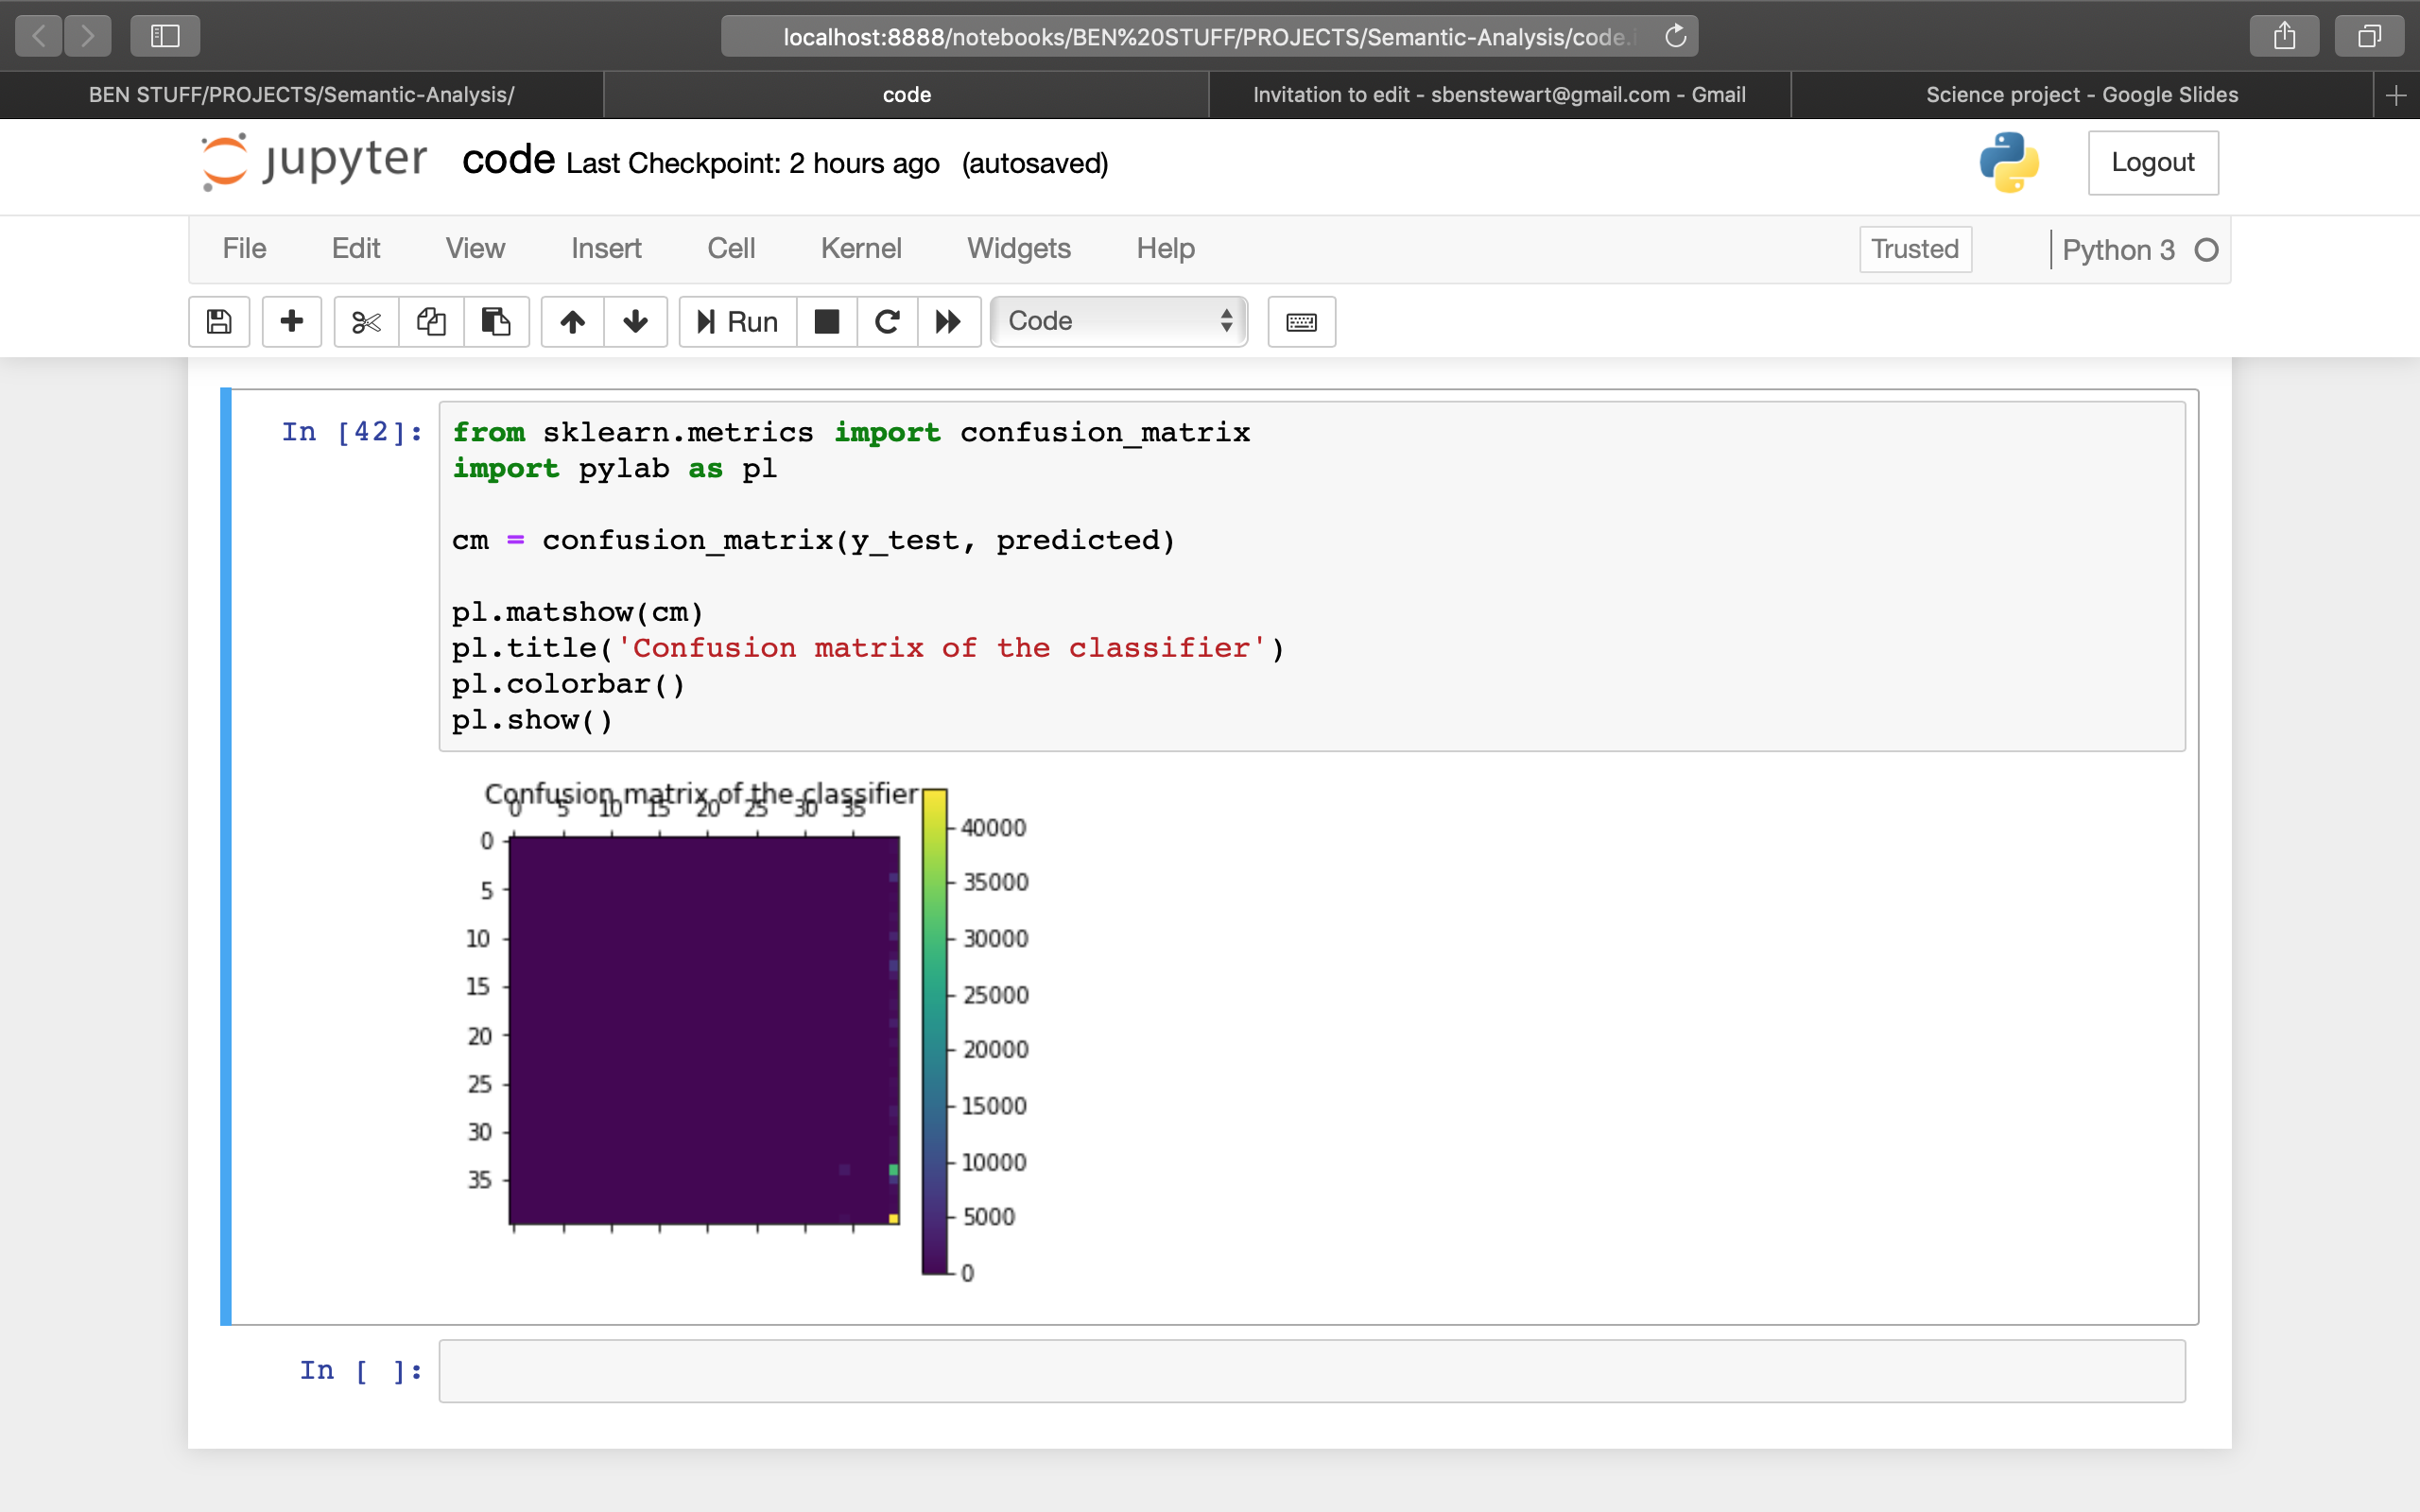 localhost:8888/notebooks/BEN%20STUFF/PROJECTS/Semantic-Analysis/code.i
BEN STUFF/PROJECTS/Semantic-Analysis/ code Invitation to edit - sbenstewart@gmail.com - Gmail Science project - Google Slides
jupyter code Last Checkpoint: 2 hours ago (autosaved) Logout
File Edit View Insert Cell Kernel Widgets Help Trusted Python 3
Run Code
In [42]: from sklearn.metrics import confusion_matrix
import pylab as pl
cm = confusion_matrix(y_test, predicted)
pl.matshow(cm)
pl.title('Confusion matrix of the classifier')
pl.colorbar()
pl.show()
Confusion matrix of the classifier
0 5 10 15 20 25 30 35
0
5
10
15
20
25
30
35
40000
35000
30000
25000
20000
15000
10000
5000
0
In [ ]: